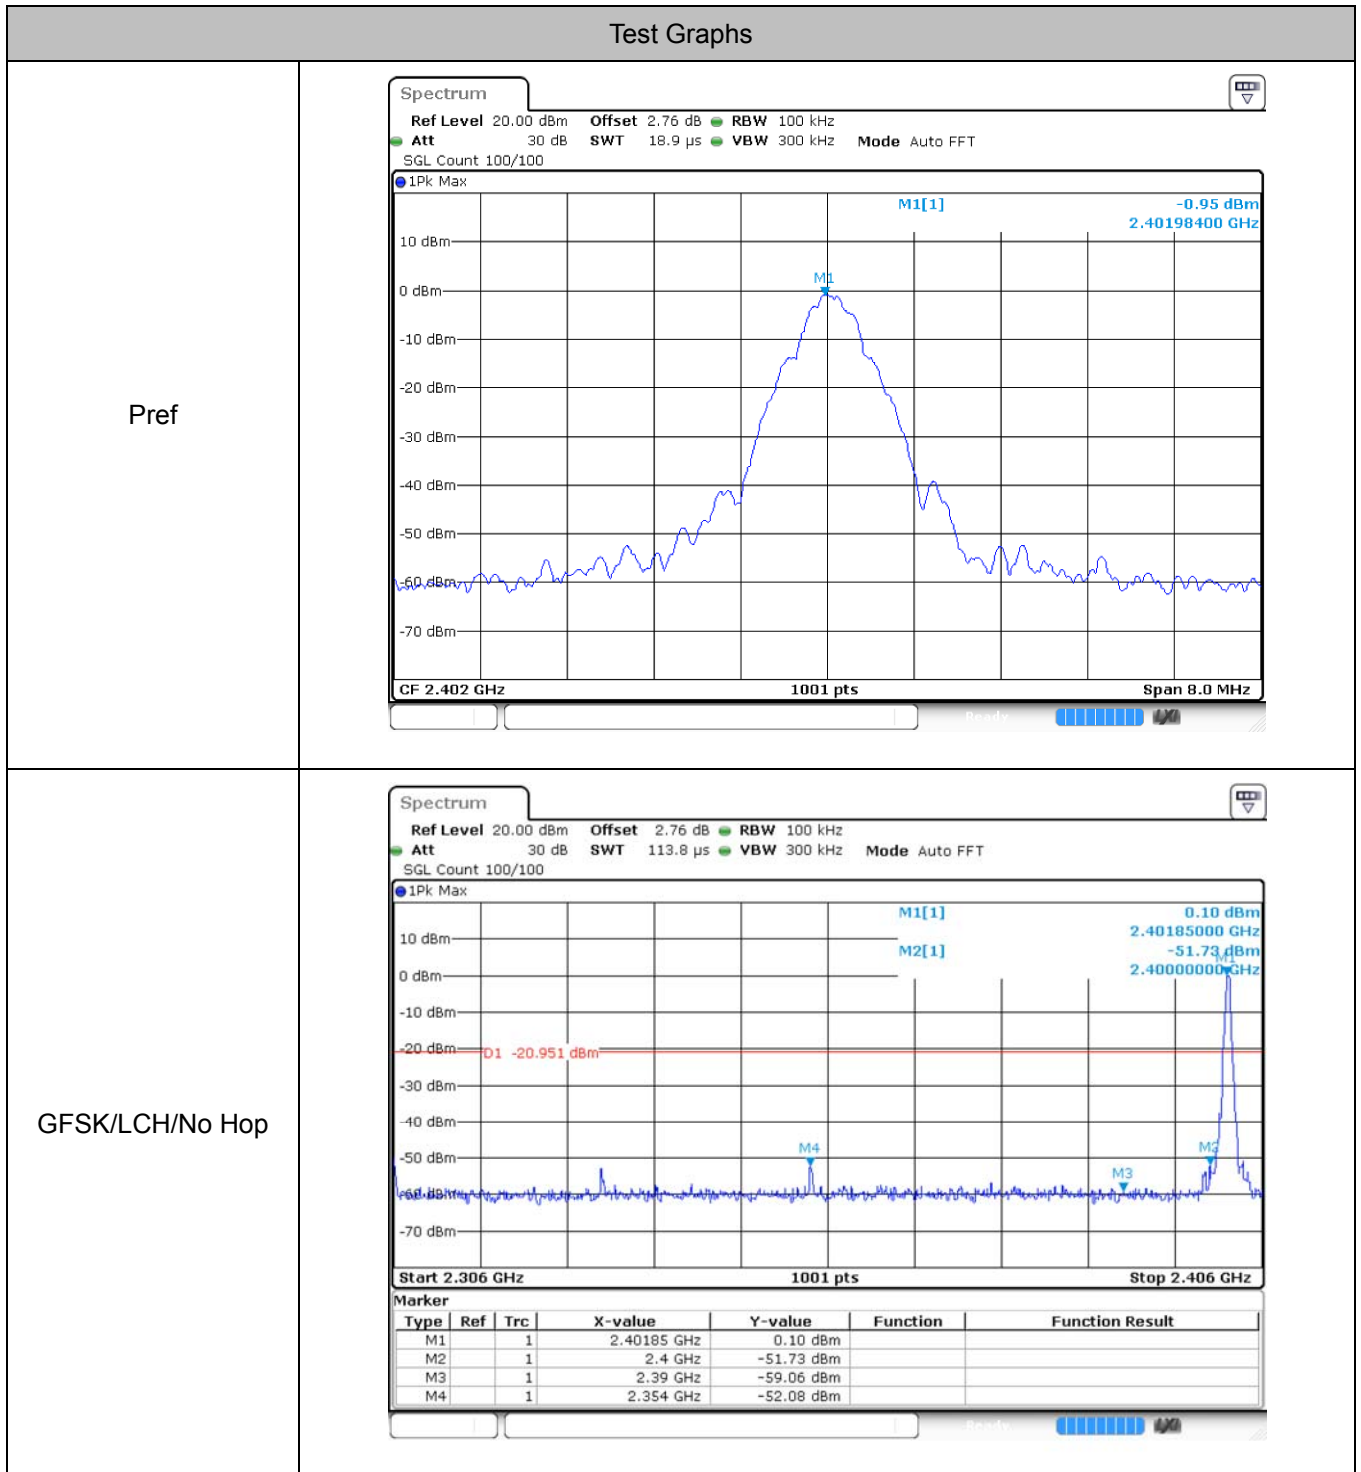 Test Graphs
Pref
Spectrum
Ref Level 20.00 dBm Offset 2.76 dB RBW 100 kHz
Att 30 dB SWT 18.9 µs VBW 300 kHz Mode Auto FFT
SGL Count 100/100
1Pk Max
M1[1] -0.95 dBm
2.40198400 GHz
10 dBm
M1
0 dBm
-10 dBm
-20 dBm
-30 dBm
-40 dBm
-50 dBm
-60 dBm
-70 dBm
CF 2.402 GHz 1001 pts Span 8.0 MHz
Ready
GFSK/LCH/No Hop
Spectrum
Ref Level 20.00 dBm Offset 2.76 dB RBW 100 kHz
Att 30 dB SWT 113.8 µs VBW 300 kHz Mode Auto FFT
SGL Count 100/100
1Pk Max
M1[1] 0.10 dBm
2.40185000 GHz
10 dBm
M2[1] -51.73 dBm
M1
2.40000000 GHz
0 dBm
-10 dBm
-20 dBm
D1 -20.951 dBm
-30 dBm
-40 dBm
M4 M2
-50 dBm
M3
-60 dBm
-70 dBm
Start 2.306 GHz 1001 pts Stop 2.406 GHz
Marker
Type Ref Trc X-value Y-value Function Function Result
M1 1 2.40185 GHz 0.10 dBm
M2 1 2.4 GHz -51.73 dBm
M3 1 2.39 GHz -59.06 dBm
M4 1 2.354 GHz -52.08 dBm
Ready